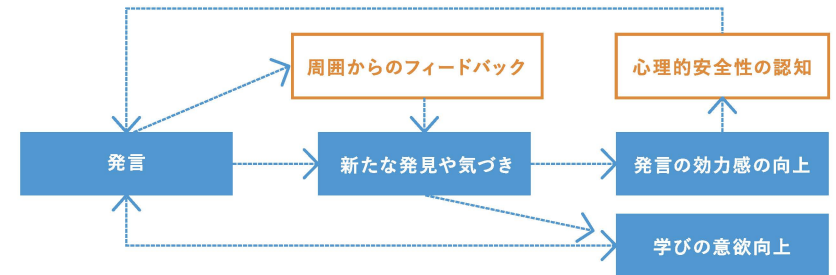 周囲からのフィードバック
心理的安全性の認知
発言
新たな発見や気づき
発言の効力感の向上
学びの意欲向上